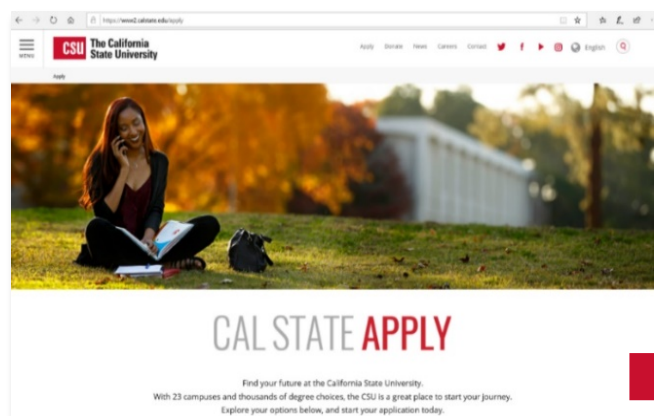 https://www2.calstate.edu/apply
MENU
CSU The California
State University
Apply Donate News Careers Contact English
Apply
CAL STATE APPLY
Find your future at the California State University.
With 23 campuses and thousands of degree choices, the CSU is a great place to start your journey.
Explore your options below, and start your application today.